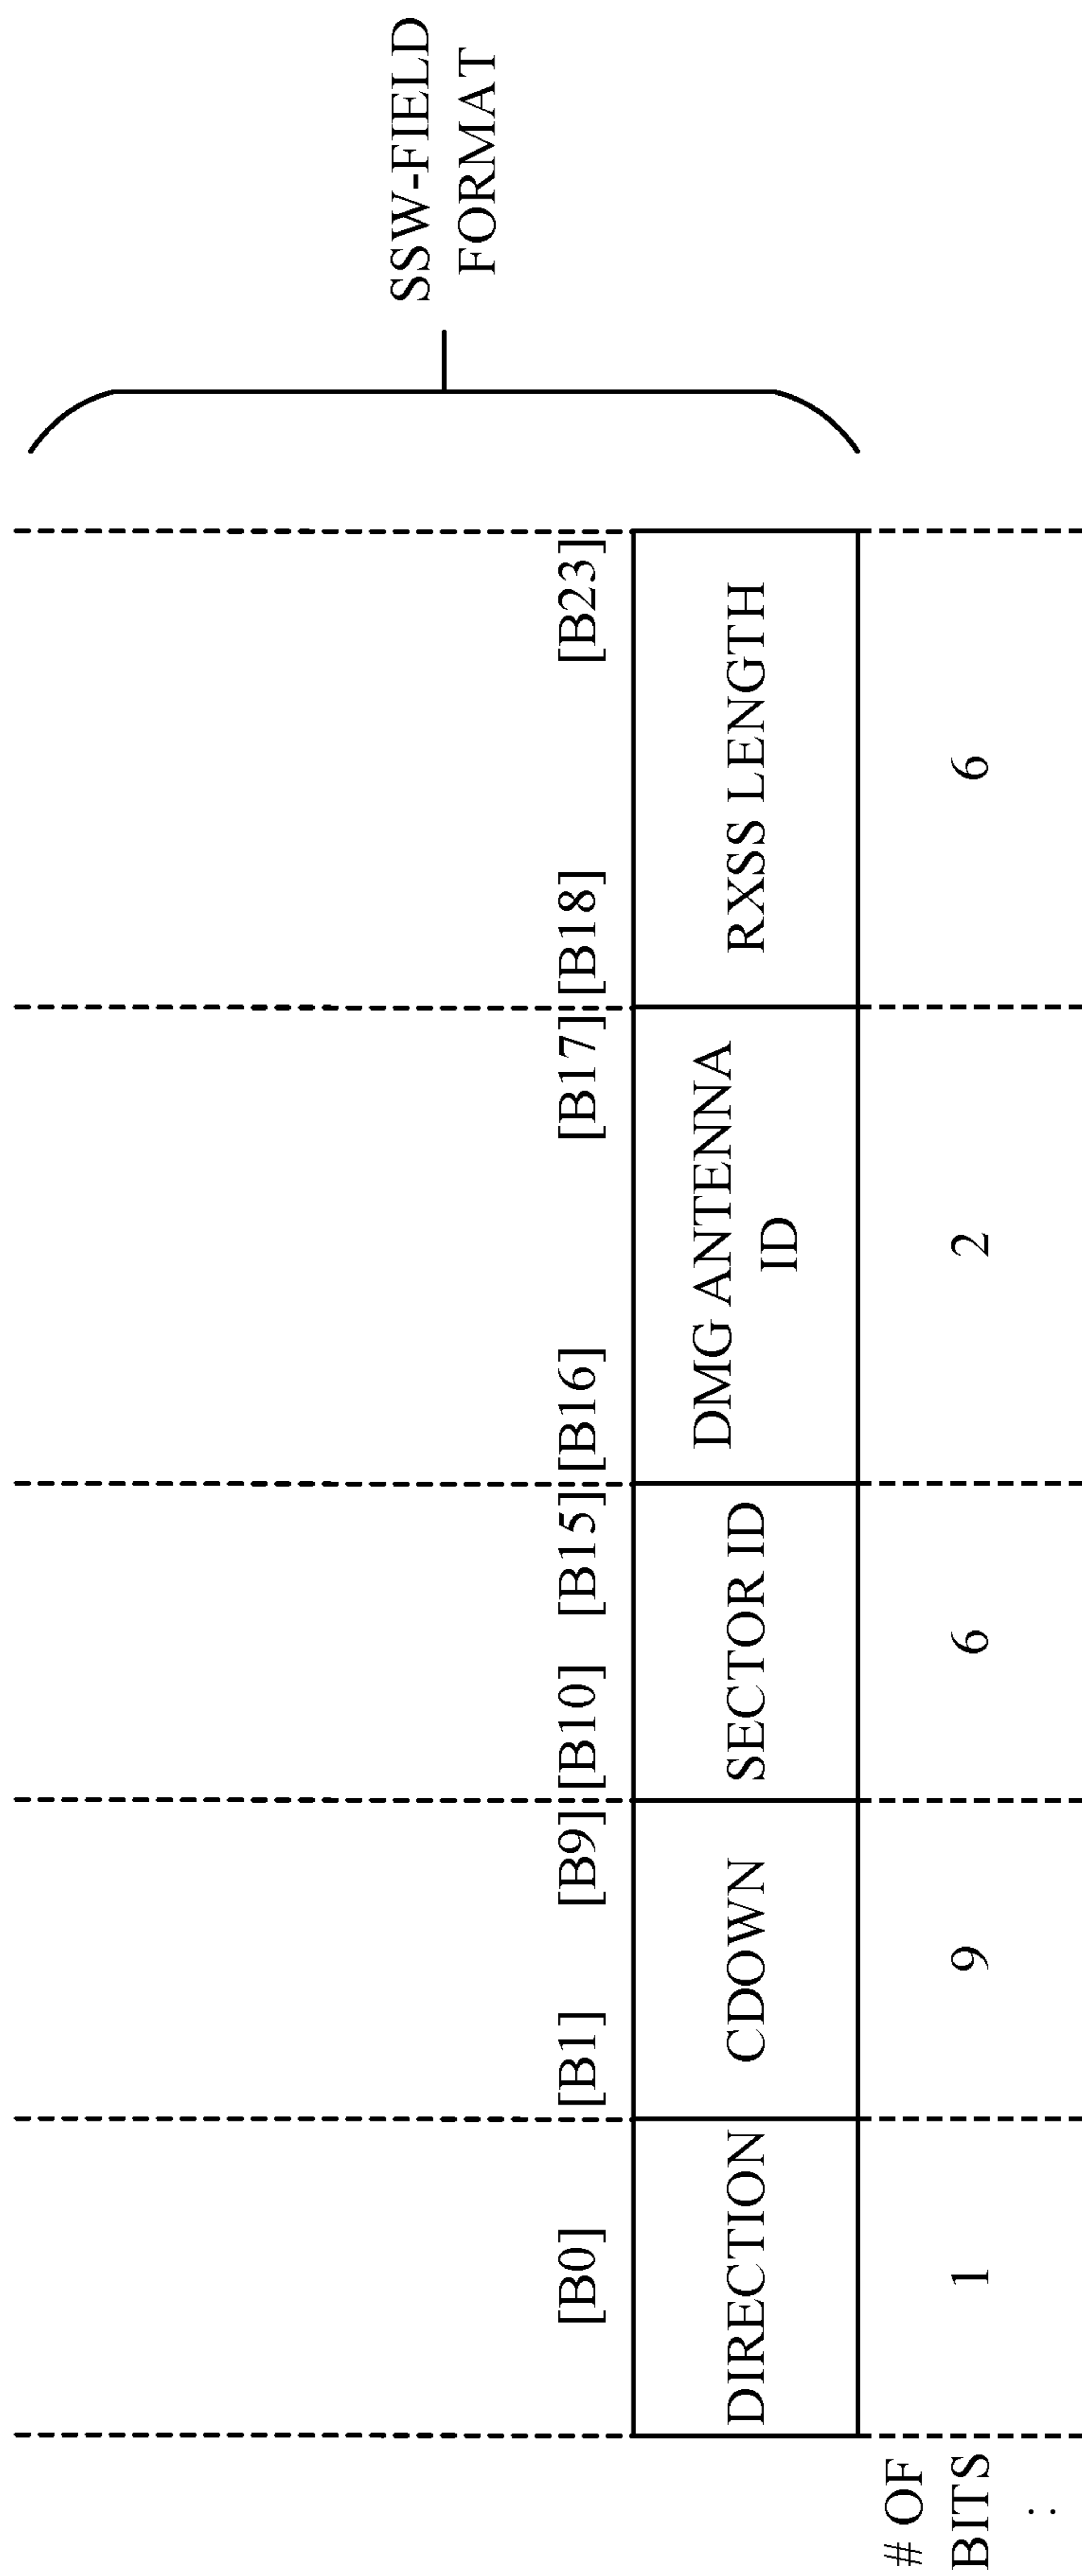 SSW-FIELD
FORMAT
[B0] [B1] [B9] [B10] [B15] [B16] [B17] [B18] [B23]
DIRECTION CDOWN SECTOR ID DMG ANTENNA
ID RXSS LENGTH
# OF
BITS 1 9 6 2 6
: